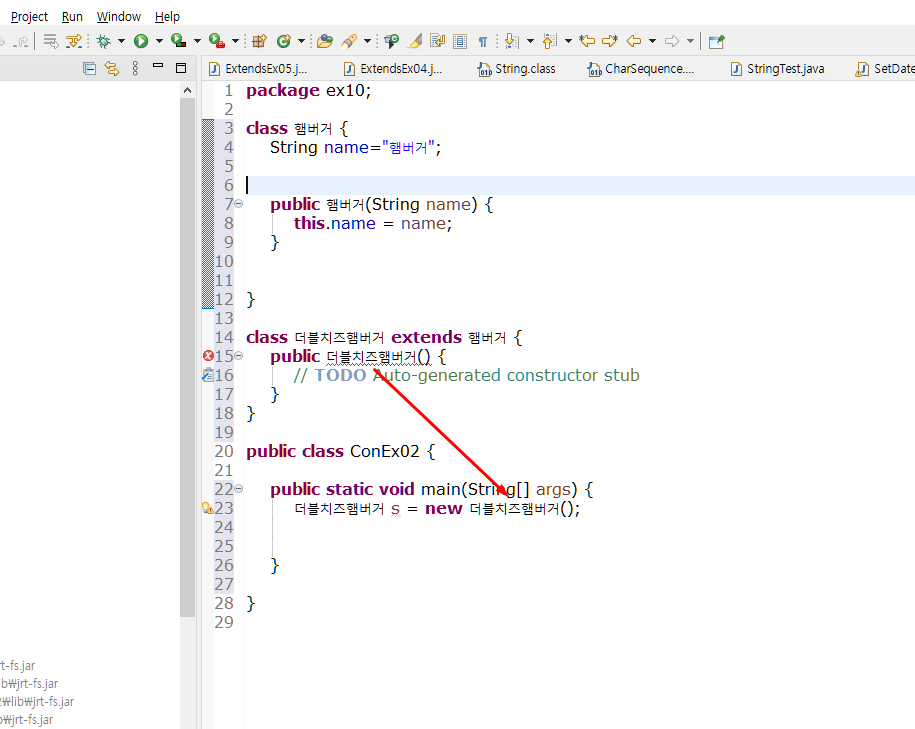 Project Run Window Help
ExtendsEx05.j... ExtendsEx04.j... String.class CharSequence.... StringTest.java SetDate
1 package ex10;
2
3 class 햄버거 {
4 String name="햄버거";
5
6
7 public 햄버거(String name) {
8 this.name = name;
9 }
10
11
12 }
13
14 class 더블치즈햄버거 extends 햄버거 {
15 public 더블치즈햄버거() {
16 // TODO Auto-generated constructor stub
17 }
18 }
19
20 public class ConEx02 {
21
22 public static void main(String[] args) {
23 더블치즈햄버거 s = new 더블치즈햄버거();
24
25
26 }
27
28 }
29
rt-fs.jar
b₩jrt-fs.jar
2₩lib₩jrt-fs.jar
₩jrt-fs.jar